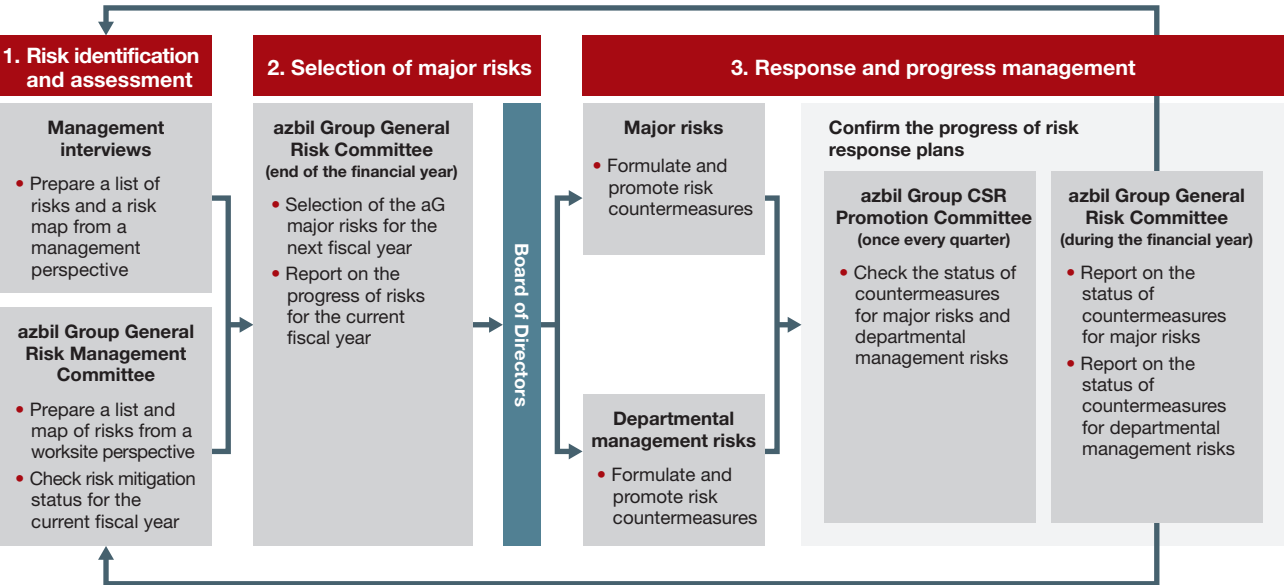 1. Risk identification
and assessment
Management
interviews
• Prepare a list of
risks and a risk
map from a
management
perspective
azbil Group General
Risk Management
Committee
• Prepare a list and
map of risks from a
worksite perspective
• Check risk mitigation
status for the
current fiscal year
2. Selection of major risks
azbil Group General
Risk Committee
(end of the financial year)
• Selection of the aG
major risks for the
next fiscal year
• Report on the
progress of risks
for the current
fiscal year
Board of Directors
3. Response and progress management
Major risks
• Formulate and
promote risk
countermeasures
Departmental
management risks
• Formulate and
promote risk
countermeasures
Confirm the progress of risk
response plans
azbil Group CSR
Promotion Committee
(once every quarter)
• Check the status of
countermeasures
for major risks and
departmental
management risks
azbil Group General
Risk Committee
(during the financial year)
• Report on the
status of
countermeasures
for major risks
• Report on the
status of
countermeasures
for departmental
management risks